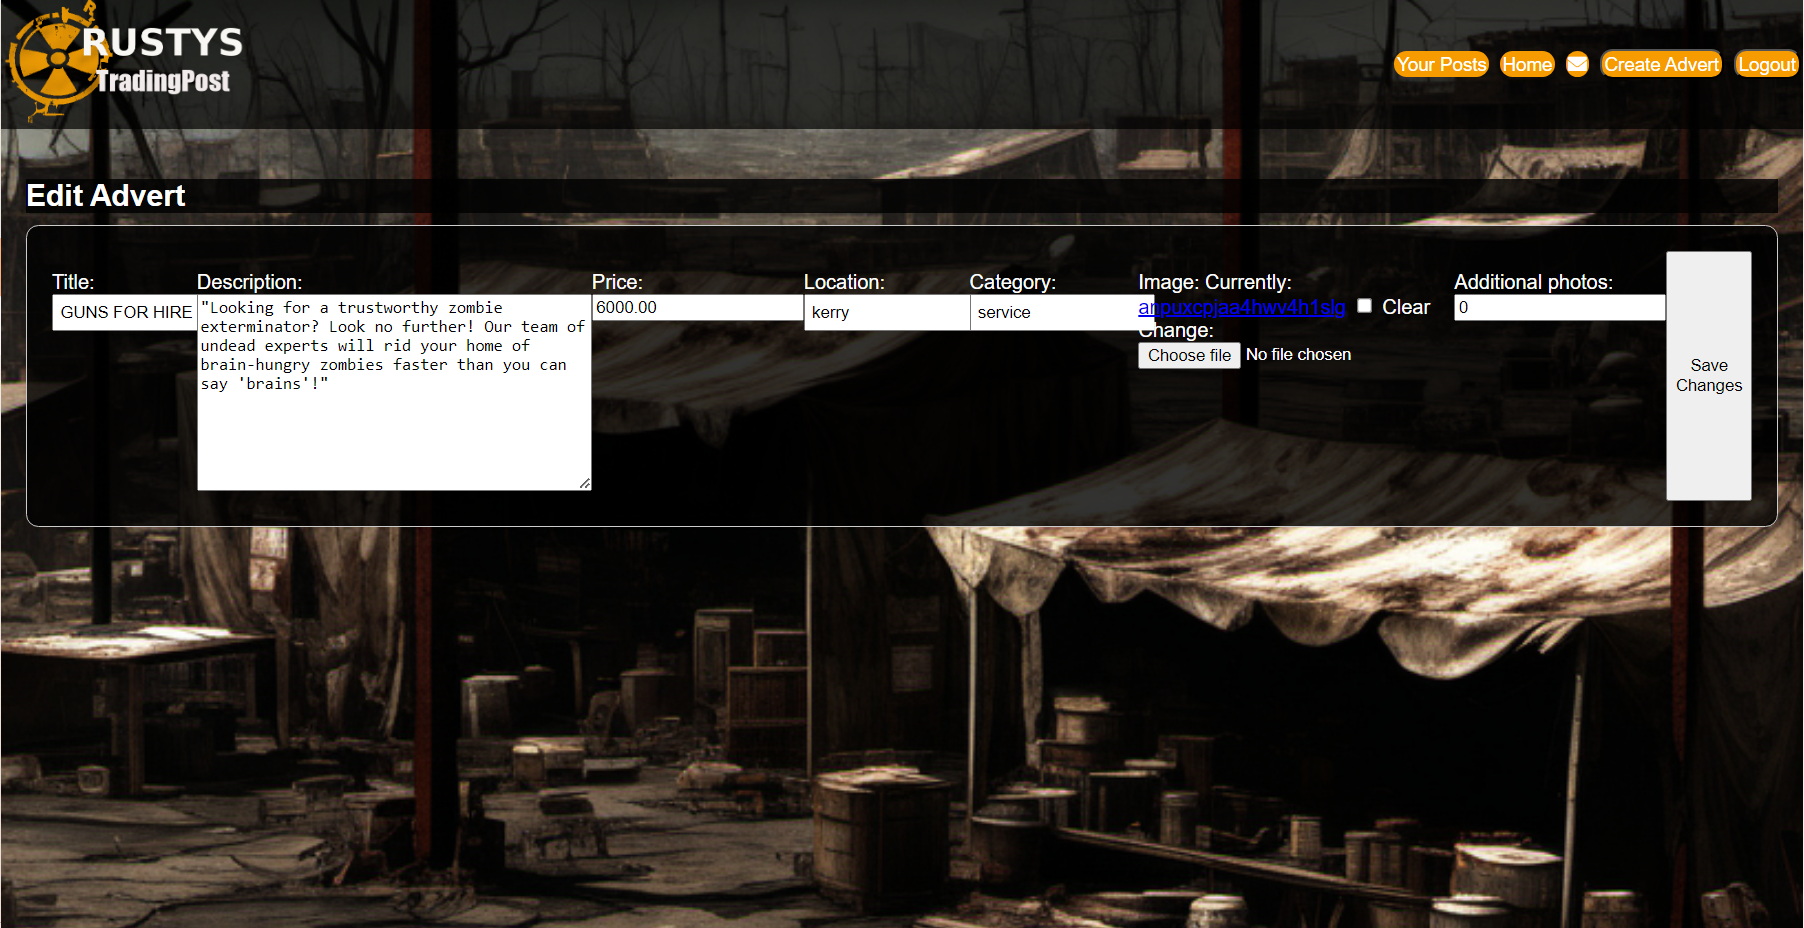 RUSTYS
TradingPost
Your Posts Home Create Advert Logout
Edit Advert
Title: Description: Price: Location: Category: Image: Currently: Additional photos:
GUNS FOR HIRE
"Looking for a trustworthy zombie
exterminator? Look no further! Our team of
undead experts will rid your home of
brain-hungry zombies faster than you can
say 'brains'!"
6000.00
kerry
service
anpuxcpjaa4hwv4h1slg Clear
Change:
Choose file No file chosen
0
Save
Changes